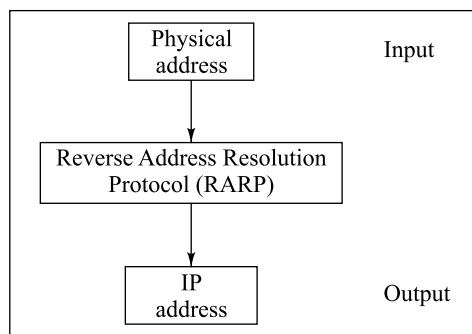 Physical
address
Input
Reverse Address Resolution
Protocol (RARP)
IP
address
Output